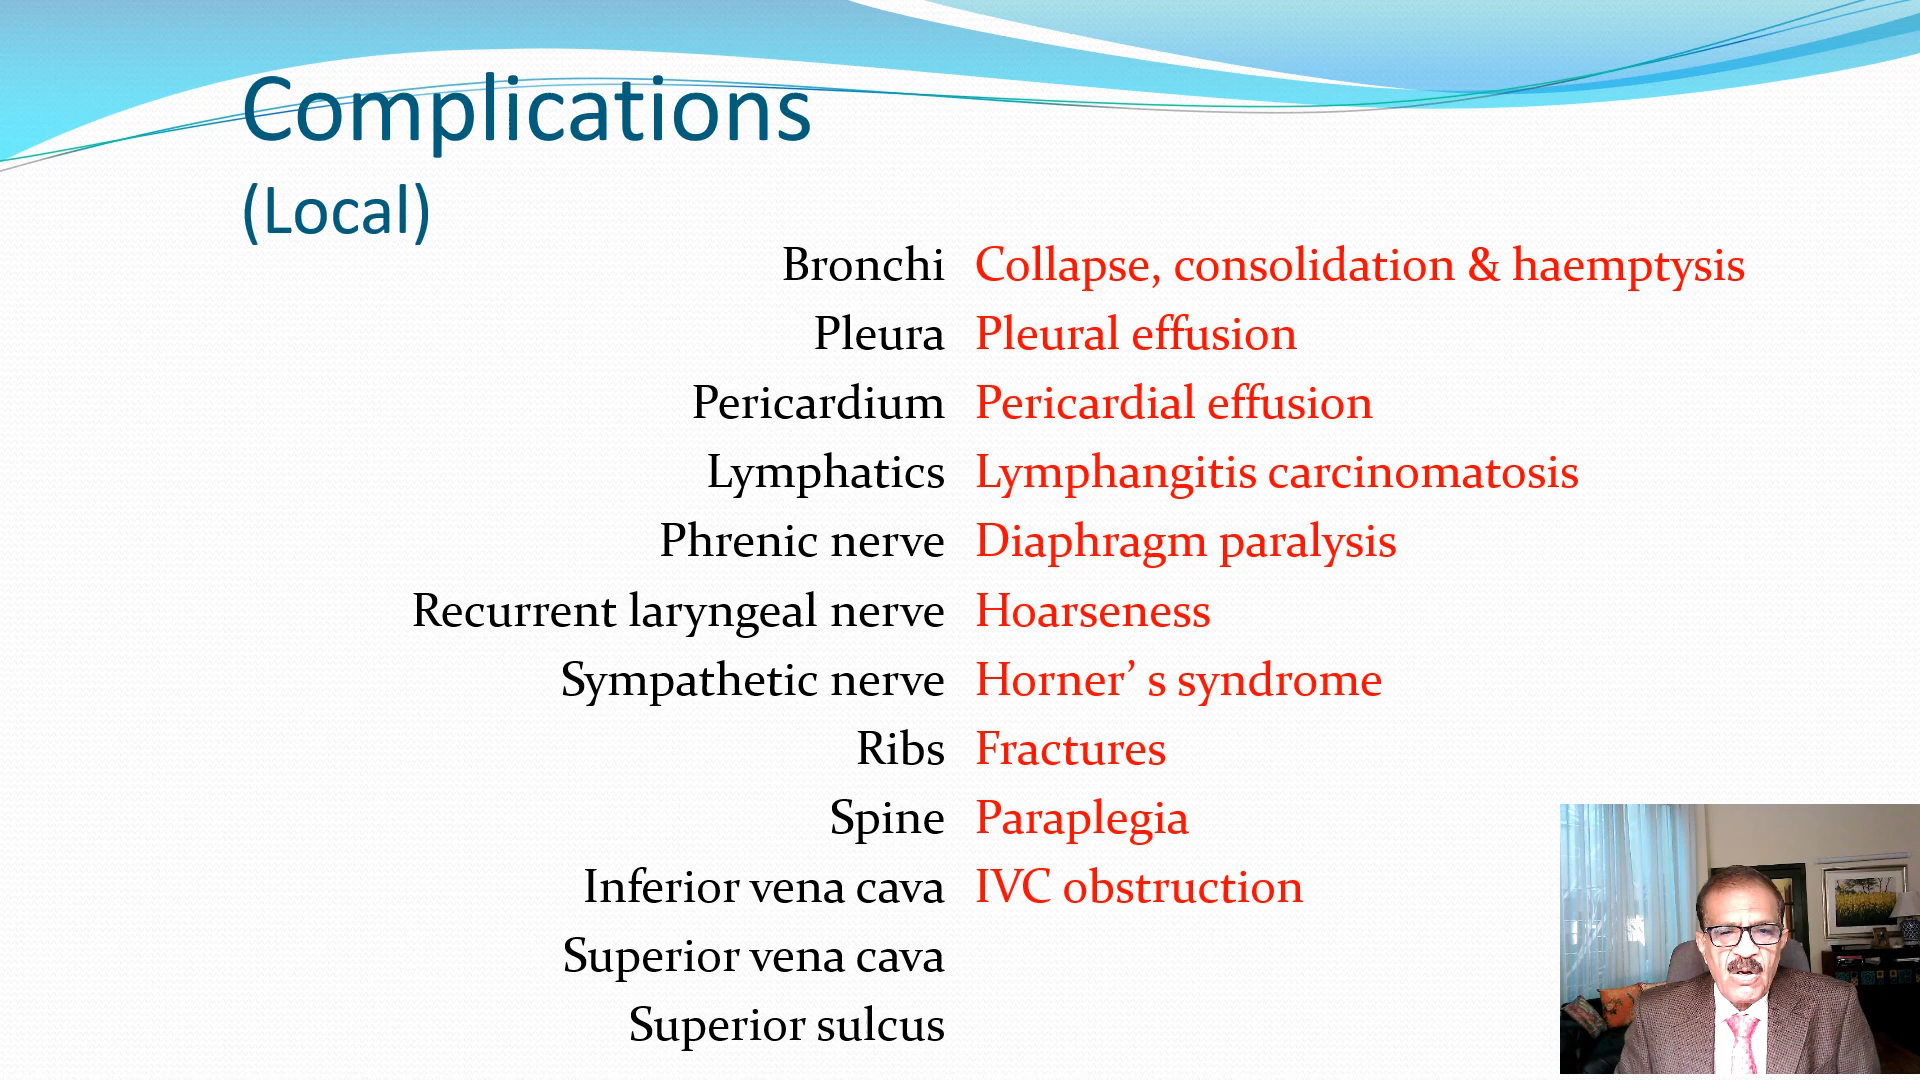 Complications
(Local)
Bronchi Collapse, consolidation & haemptysis
Pleura Pleural effusion
Pericardium Pericardial effusion
Lymphatics Lymphangitis carcinomatosis
Phrenic nerve Diaphragm paralysis
Recurrent laryngeal nerve Hoarseness
Sympathetic nerve Horner’ s syndrome
Ribs Fractures
Spine Paraplegia
Inferior vena cava IVC obstruction
Superior vena cava
Superior sulcus